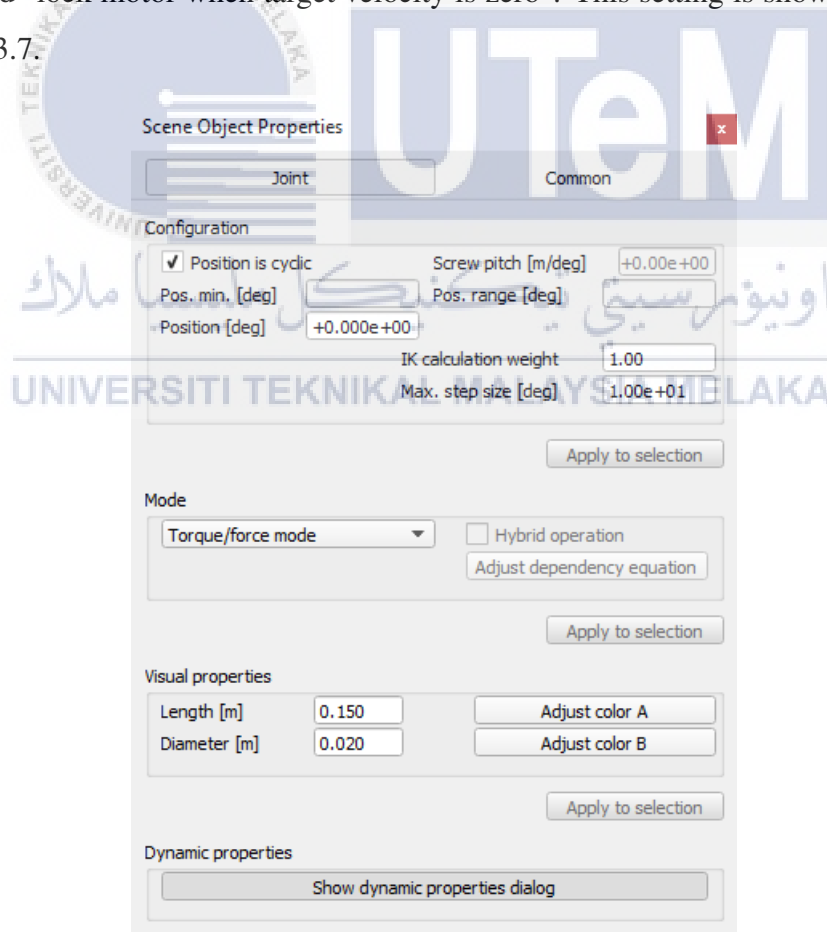 lock motor when target velocity is zero". This setting is show
3.7.
UTeM
Scene Object Properties
x
Joint Common
Configuration
Position is cyclic Screw pitch [m/deg] +0.00e+00
Pos. min. [deg] Pos. range [deg]
Position [deg] +0.000e+00
IK calculation weight 1.00
UNIVERSITI TEKNIKAL MALAYSIA MELAKA
Max. step size [deg] 1.00e+01
Apply to selection
Mode
Torque/force mode Hybrid operation
Adjust dependency equation
Apply to selection
Visual properties
Length [m] 0.150 Adjust color A
Diameter [m] 0.020 Adjust color B
Apply to selection
Dynamic properties
Show dynamic properties dialog